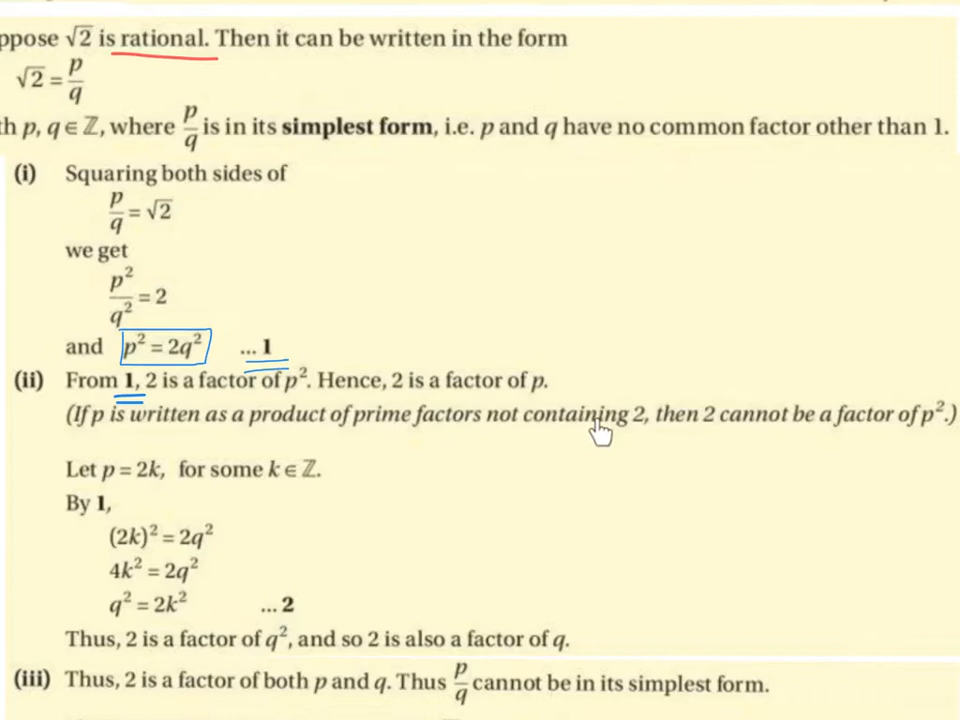 ppose √2 is rational. Then it can be written in the form
√2 = p/q
th p, q ∈ ℤ, where p/q is in its simplest form, i.e. p and q have no common factor other than 1.
(i) Squaring both sides of
p/q = √2
we get
p²/q² = 2
and p² = 2q² ... 1
(ii) From 1, 2 is a factor of p². Hence, 2 is a factor of p.
(If p is written as a product of prime factors not containing 2, then 2 cannot be a factor of p².)
Let p = 2k, for some k ∈ ℤ.
By 1,
(2k)² = 2q²
4k² = 2q²
q² = 2k² ... 2
Thus, 2 is a factor of q², and so 2 is also a factor of q.
(iii) Thus, 2 is a factor of both p and q. Thus p/q cannot be in its simplest form.